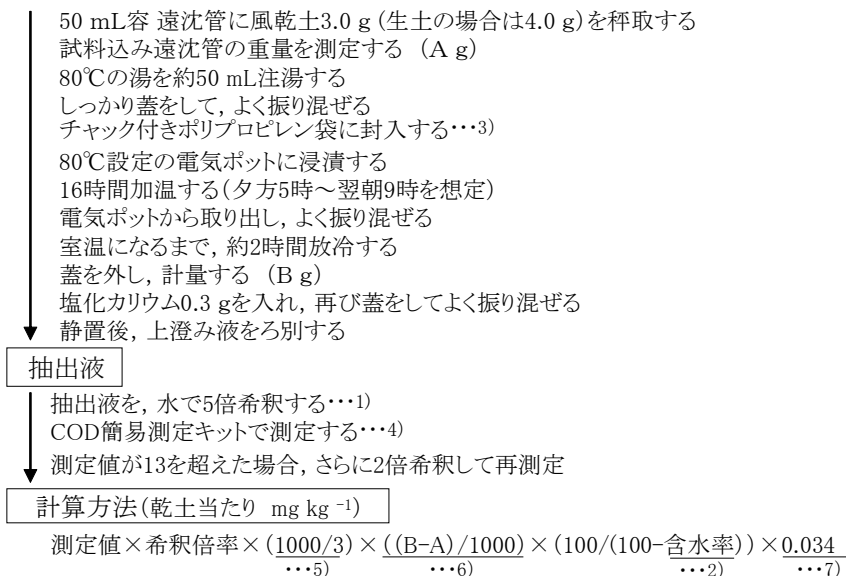 50 mL容 遠沈管に風乾土3.0 g (生土の場合は4.0 g)を秤取する
試料込み遠沈管の重量を測定する (A g)
80℃の湯を約50 mL注湯する
しっかり蓋をして, よく振り混ぜる
チャック付きポリプロピレン袋に封入する・・・3)
80℃設定の電気ポットに浸漬する
16時間加温する(夕方5時～翌朝9時を想定)
電気ポットから取り出し, よく振り混ぜる
室温になるまで, 約2時間放冷する
蓋を外し, 計量する (B g)
塩化カリウム0.3 gを入れ, 再び蓋をしてよく振り混ぜる
静置後, 上澄み液をろ別する
抽出液
抽出液を, 水で5倍希釈する・・・1)
COD簡易測定キットで測定する・・・4)
測定値が13を超えた場合, さらに2倍希釈して再測定
計算方法(乾土当たり mg kg -1)
測定値×希釈倍率×(1000/3)×((B-A)/1000)×(100/(100-含水率))×0.034
・・・5) ・・・6) ・・・2) ・・・7)